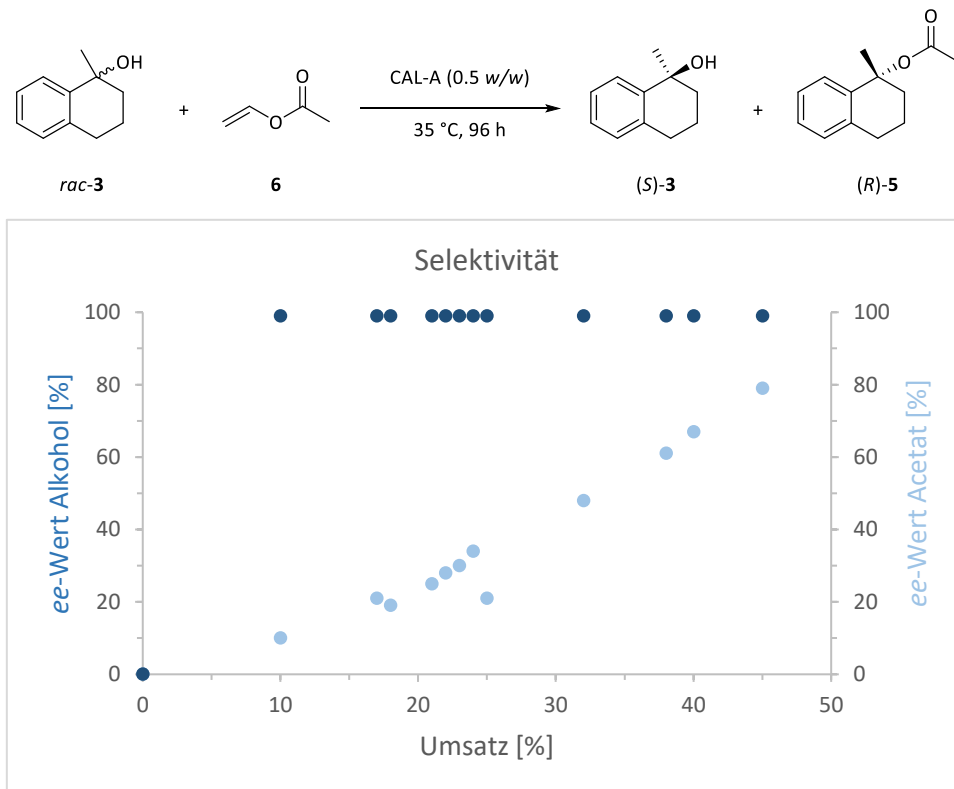 OH
O
O
CAL-A (0.5 w/w)
35 °C, 96 h
+
O
OH
+
O
O
rac-3
6
(S)-3
(R)-5
Selektivität
ee-Wert Alkohol [%]
100
80
60
40
20
0
0
10
20
30
40
50
Umsatz [%]
100
80
60
40
20
0
ee-Wert Acetat [%]